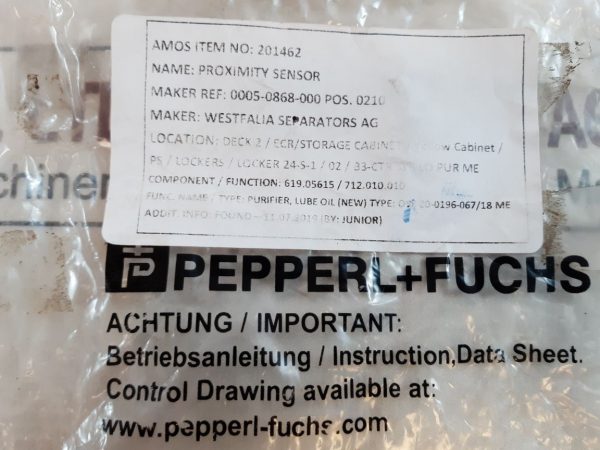 AMOS ITEM NO: 201462
NAME: PROXIMITY SENSOR
MAKER REF: 0005-0868-000 POS. 0210
MAKER: WESTFALIA SEPARATORS AG
LOCATION: DECK 2 / ECR/STORAGE CABINET / Cabinet /
PS / LOCKERS / LOCKER 24-S-1 / 02 / PUR ME
COMPONENT / FUNCTION: 619.05615 / 712.010.010
FUNC. NAME / TYPE: PURIFIER, LUBE OIL (NEW) TYPE: 20-0196-067/18 ME
ADDIT. INFO: FOUND - 11.07.2019 (BY: JUNIOR)
PEPPERL+FUCHS
ACHTUNG / IMPORTANT:
Betriebsanleitung / Instruction,Data Sheet.
Control Drawing available at:
www.pepperl-fuchs.com